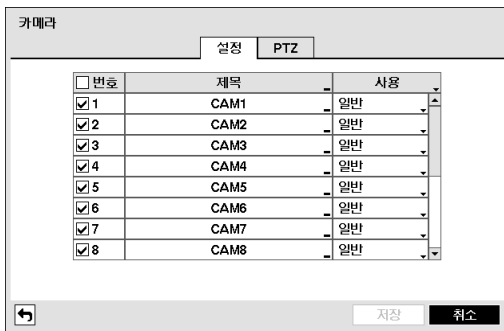 카메라
설정 PTZ
번호 제목 사용
1 CAM1 일반
2 CAM2 일반
3 CAM3 일반
4 CAM4 일반
5 CAM5 일반
6 CAM6 일반
7 CAM7 일반
8 CAM8 일반
저장 취소